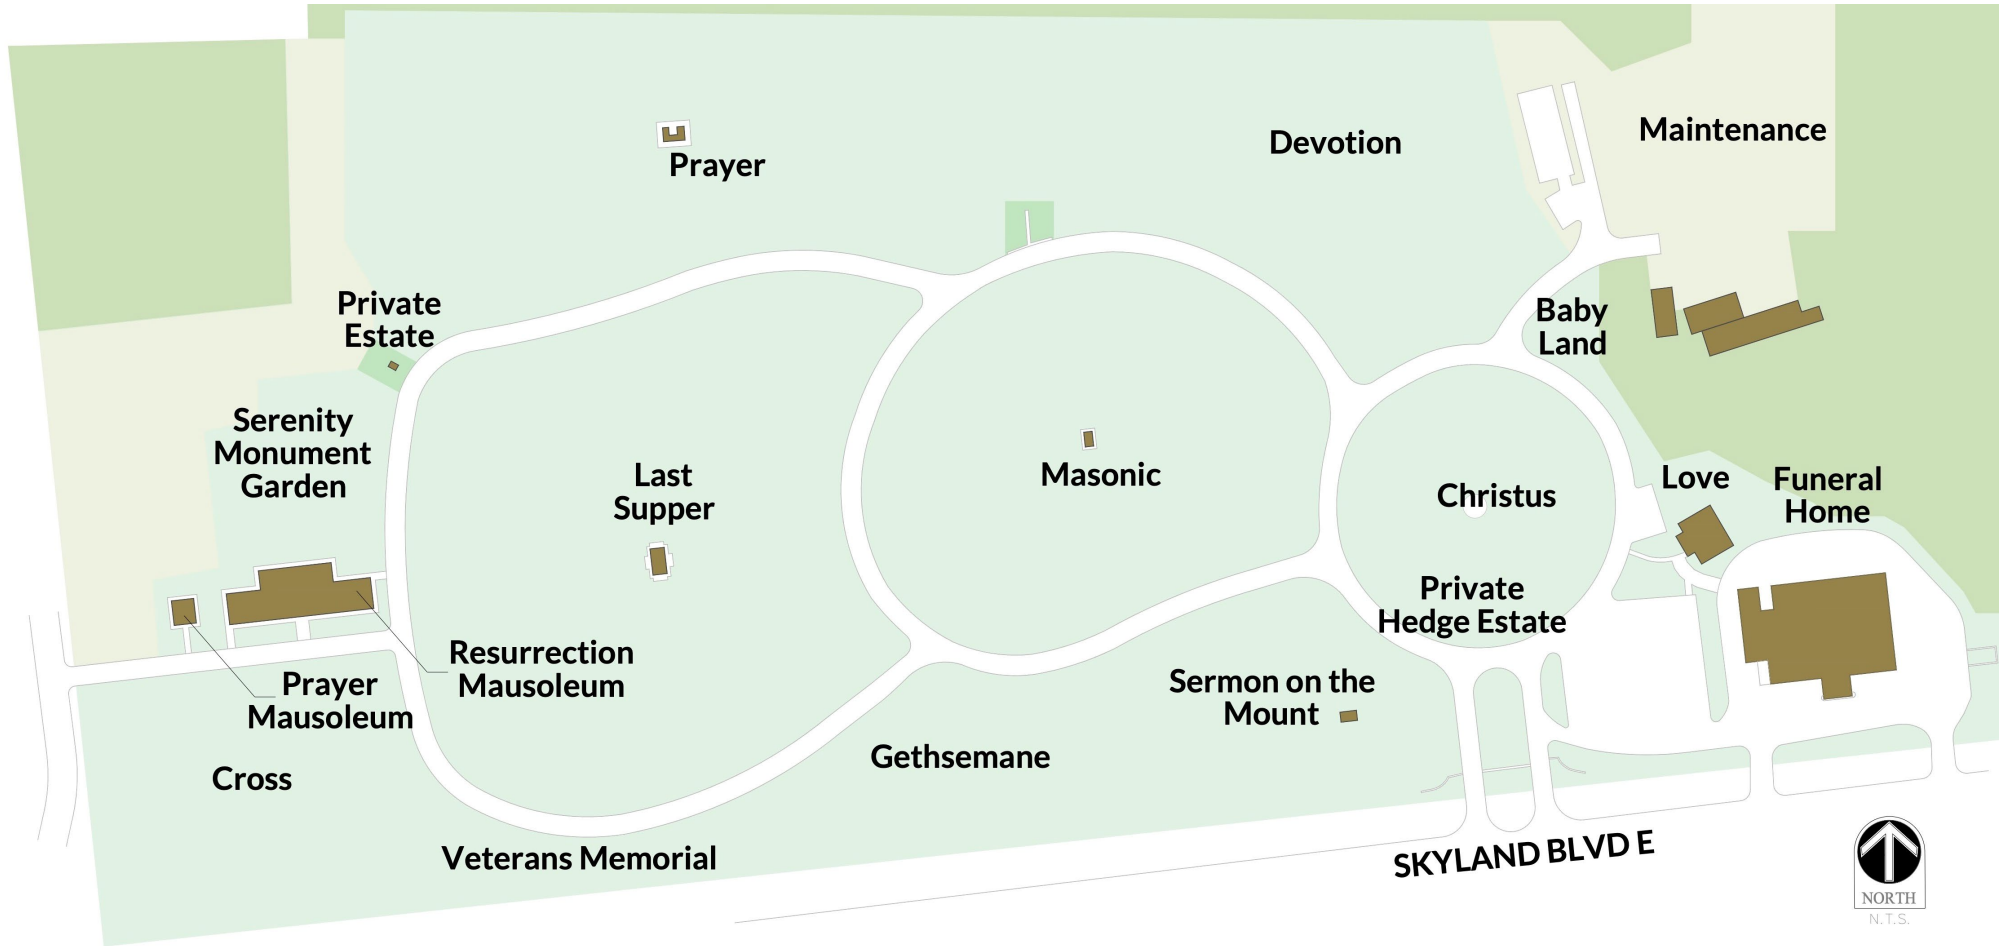 Devotion
Maintenance
Prayer
Private
Estate
Baby
Land
Serenity
Monument
Garden
Last
Supper
Masonic
Christus
Love
Funeral
Home
Private
Hedge Estate
Resurrection
Mausoleum
Prayer
Mausoleum
Sermon on the
Mount
Gethsemane
Cross
Veterans Memorial
SKYLAND BLVD E
NORTH
N.T.S.